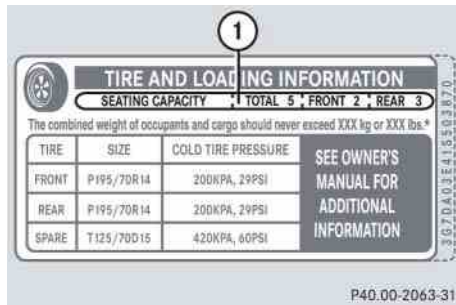 1
TIRE AND LOADING INFORMATION
SEATING CAPACITY TOTAL 5 FRONT 2 REAR 3
The combined weight of occupants and cargo should never exceed XXX kg or XXX lbs.*
TIRE SIZE COLD TIRE PRESSURE SEE OWNER'S MANUAL FOR ADDITIONAL INFORMATION
FRONT P195/70R14 200KPA, 29PSI
REAR P195/70R14 200KPA, 29PSI
SPARE T125/70D15 420KPA, 60PSI
3G7DA03E41S503870
P40.00-2063-31